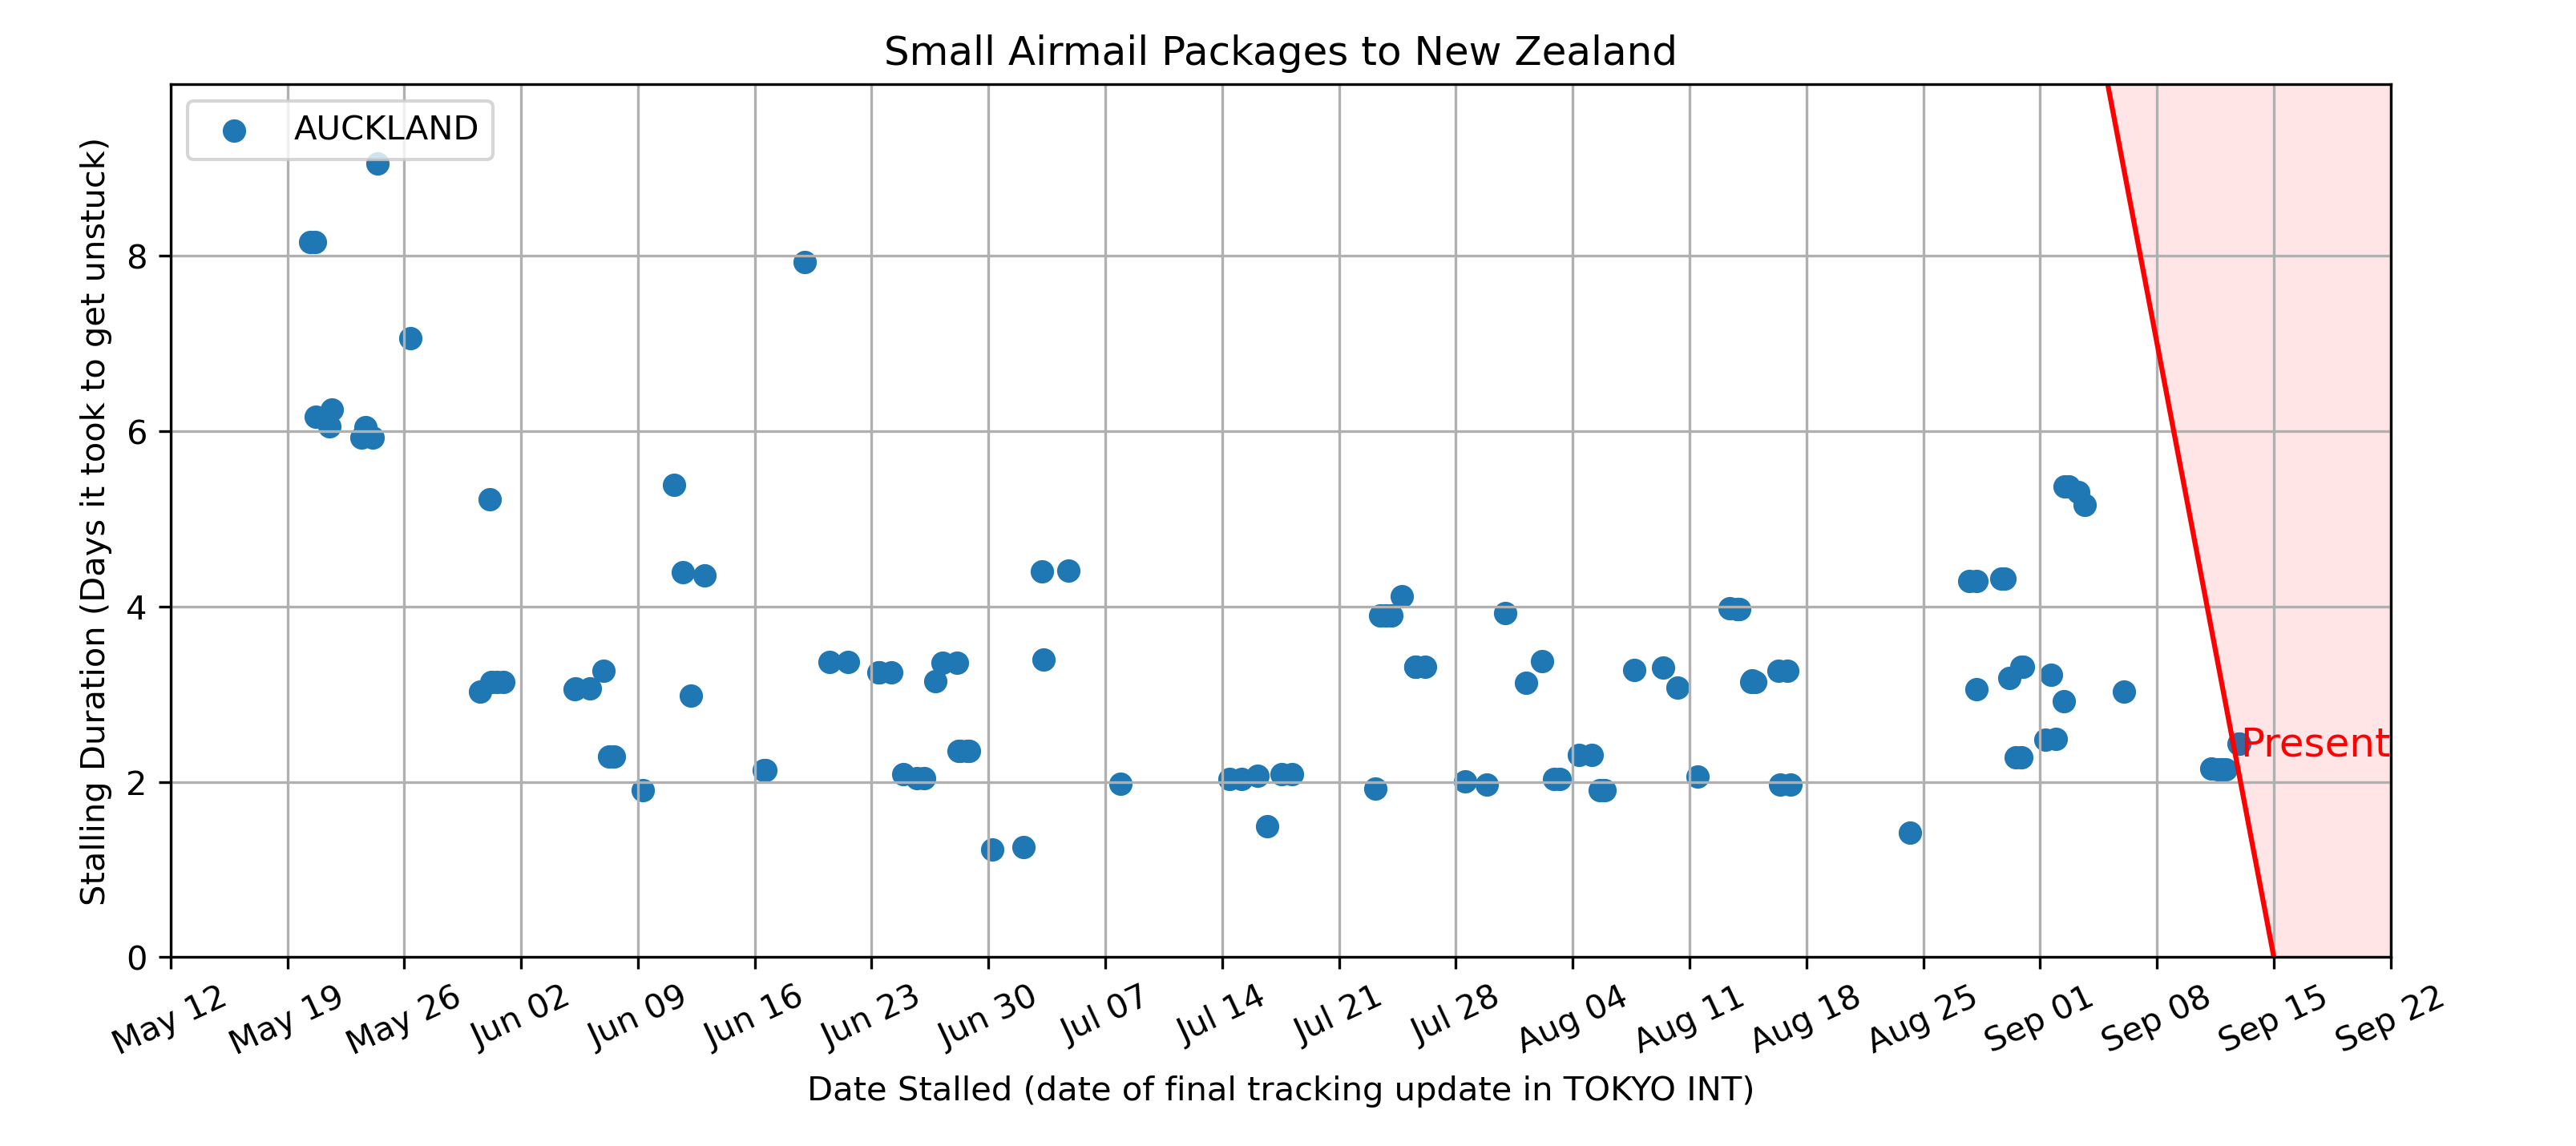 Small Airmail Packages to New Zealand
AUCKLAND
Stalling Duration (Days it took to get unstuck)
8
6
4
2
0
Present
May 12
May 19
May 26
Jun 02
Jun 09
Jun 16
Jun 23
Jun 30
Jul 07
Jul 14
Jul 21
Jul 28
Aug 04
Aug 11
Aug 18
Aug 25
Sep 01
Sep 08
Sep 15
Sep 22
Date Stalled (date of final tracking update in TOKYO INT)